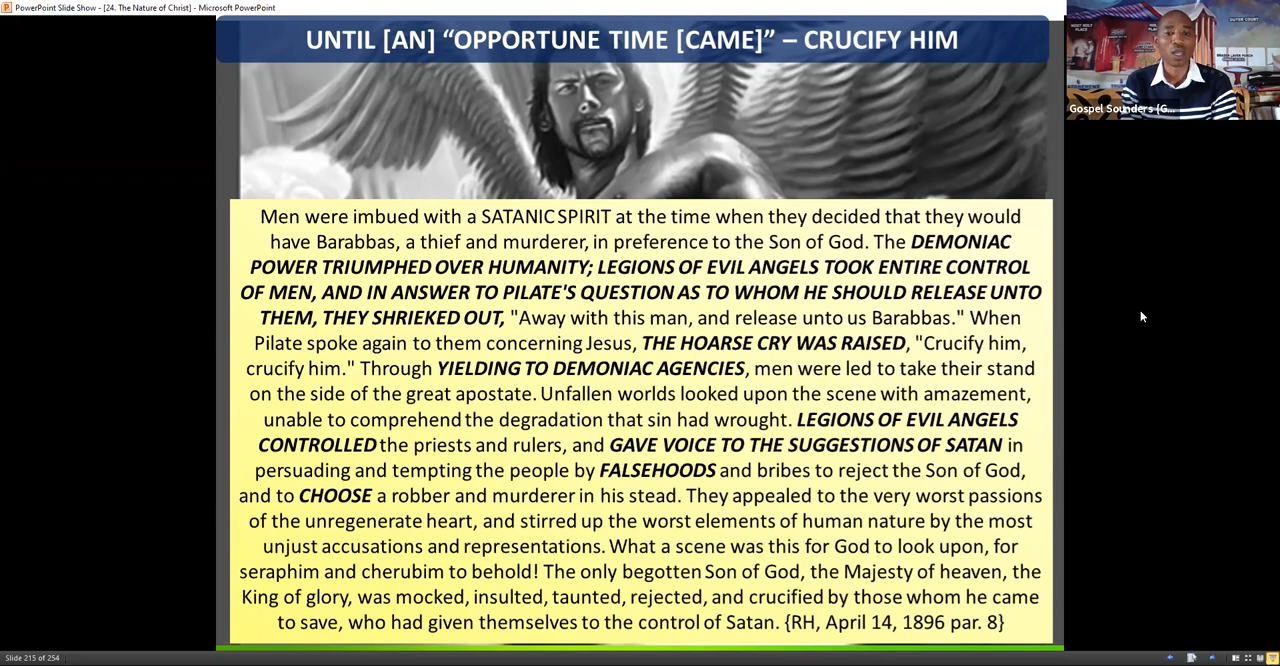 PowerPoint Slide Show - [24. The Nature of Christ] - Microsoft PowerPoint
UNTIL [AN] “OPPORTUNE TIME [CAME]” – CRUCIFY HIM
Gospel Sounders (G...
Men were imbued with a SATANIC SPIRIT at the time when they decided that they would
have Barabbas, a thief and murderer, in preference to the Son of God. The DEMONIAC
POWER TRIUMPHED OVER HUMANITY; LEGIONS OF EVIL ANGELS TOOK ENTIRE CONTROL
OF MEN, AND IN ANSWER TO PILATE'S QUESTION AS TO WHOM HE SHOULD RELEASE UNTO
THEM, THEY SHRIEKED OUT, "Away with this man, and release unto us Barabbas." When
Pilate spoke again to them concerning Jesus, THE HOARSE CRY WAS RAISED, "Crucify him,
crucify him." Through YIELDING TO DEMONIAC AGENCIES, men were led to take their stand
on the side of the great apostate. Unfallen worlds looked upon the scene with amazement,
unable to comprehend the degradation that sin had wrought. LEGIONS OF EVIL ANGELS
CONTROLLED the priests and rulers, and GAVE VOICE TO THE SUGGESTIONS OF SATAN in
persuading and tempting the people by FALSEHOODS and bribes to reject the Son of God,
and to CHOOSE a robber and murderer in his stead. They appealed to the very worst passions
of the unregenerate heart, and stirred up the worst elements of human nature by the most
unjust accusations and representations. What a scene was this for God to look upon, for
seraphim and cherubim to behold! The only begotten Son of God, the Majesty of heaven, the
King of glory, was mocked, insulted, taunted, rejected, and crucified by those whom he came
to save, who had given themselves to the control of Satan. {RH, April 14, 1896 par. 8}
Slide 215 of 254